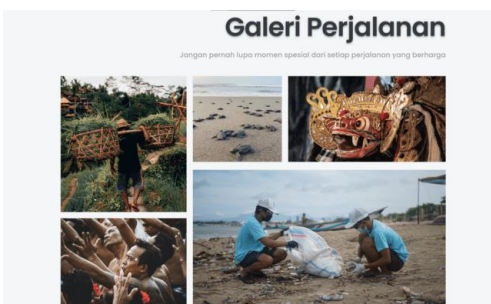 Galeri Perjalanan
Jangan pernah lupa momen spesial dari setiap perjalanan yang berharga